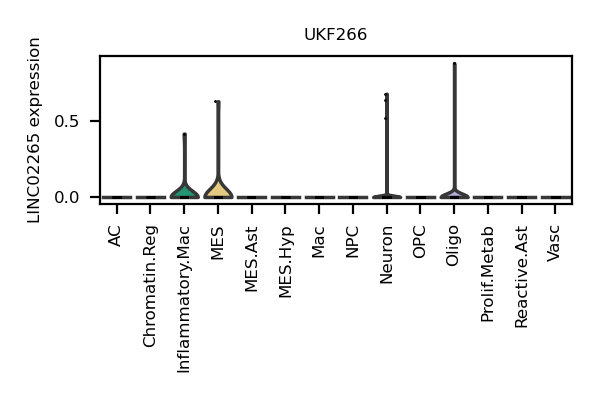 UKF266
LINC02265 expression
0.5
0.0
AC
Chromatin.Reg
Inflammatory.Mac
MES
MES.Ast
MES.Hyp
Mac
NPC
Neuron
OPC
Oligo
Prolif.Metab
Reactive.Ast
Vasc